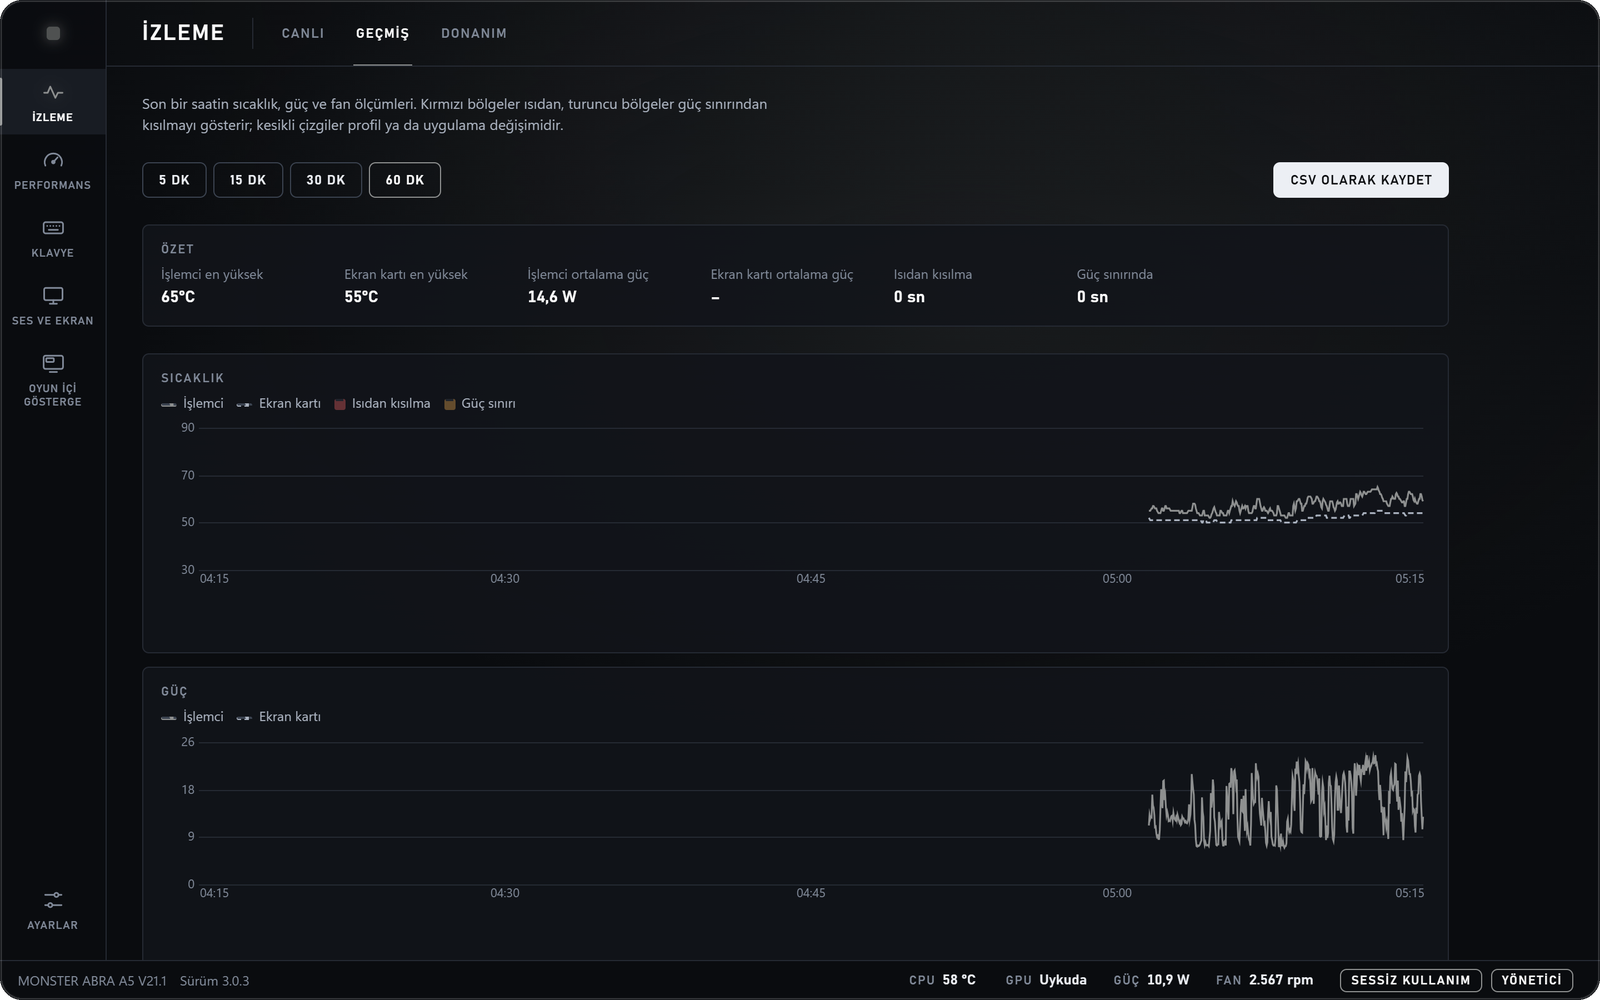 İZLEME
CANLI
GEÇMİŞ
DONANIM
İZLEME
PERFORMANS
KLAVYE
SES VE EKRAN
OYUN İÇİ
GÖSTERGE
AYARLAR
Son bir saatin sıcaklık, güç ve fan ölçümleri. Kırmızı bölgeler ısıdan, turuncu bölgeler güç sınırından
kısılmayı gösterir; kesikli çizgiler profil ya da uygulama değişimidir.
5 DK
15 DK
30 DK
60 DK
CSV OLARAK KAYDET
ÖZET
İşlemci en yüksek
65°C
Ekran kartı en yüksek
55°C
İşlemci ortalama güç
14,6 W
Ekran kartı ortalama güç
–
Isıdan kısılma
0 sn
Güç sınırında
0 sn
SICAKLIK
İşlemci
Ekran kartı
Isıdan kısılma
Güç sınırı
90
70
50
30
04:15
04:30
04:45
05:00
05:15
GÜÇ
İşlemci
Ekran kartı
26
18
9
0
04:15
04:30
04:45
05:00
05:15
MONSTER ABRA A5 V21.1
Sürüm 3.0.3
CPU 58 °C
GPU Uykuda
GÜÇ 10,9 W
FAN 2.567 rpm
SESSİZ KULLANIM
YÖNETİCİ